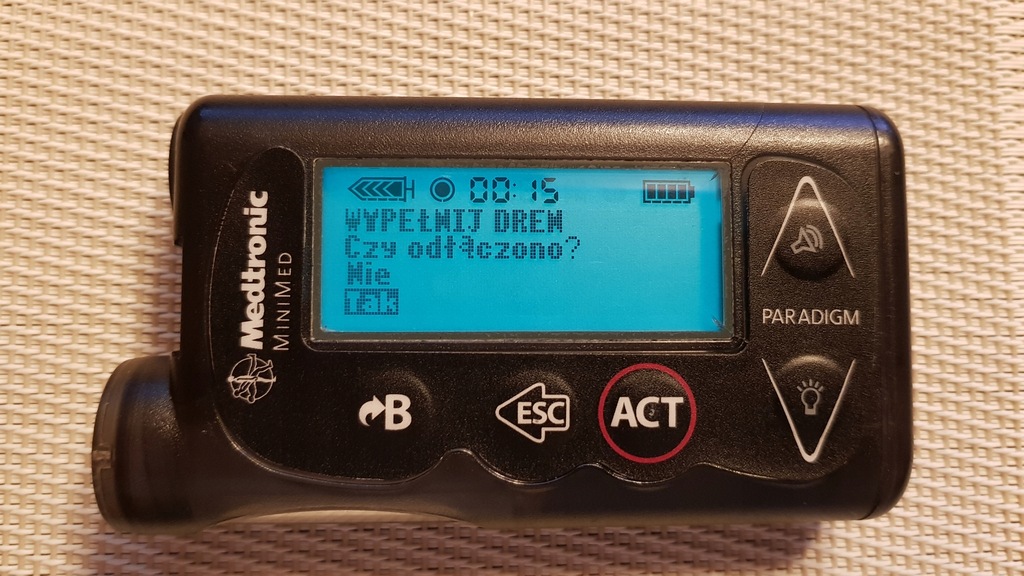 00:15
WYPEŁNIJ DREN
Czy odłączono?
Nie
Tak
Medtronic
MINIMED
PARADIGM
B
ESC
ACT